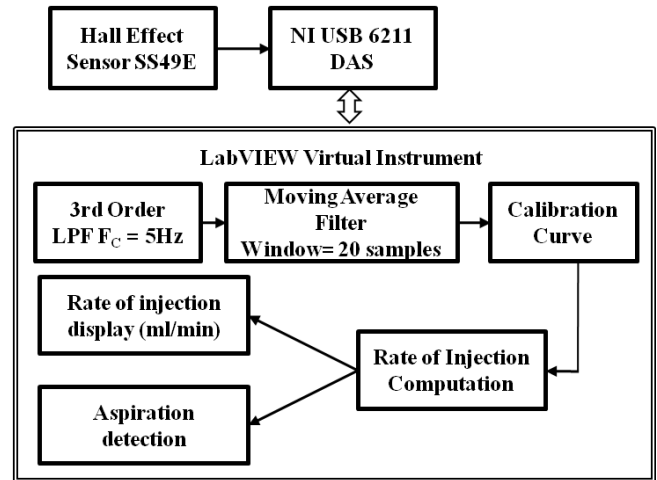 Hall Effect
Sensor SS49E
NI USB 6211
DAS
LabVIEW Virtual Instrument
3rd Order
LPF FC = 5Hz
Moving Average
Filter
Window= 20 samples
Calibration
Curve
Rate of injection
display (ml/min)
Rate of Injection
Computation
Aspiration
detection